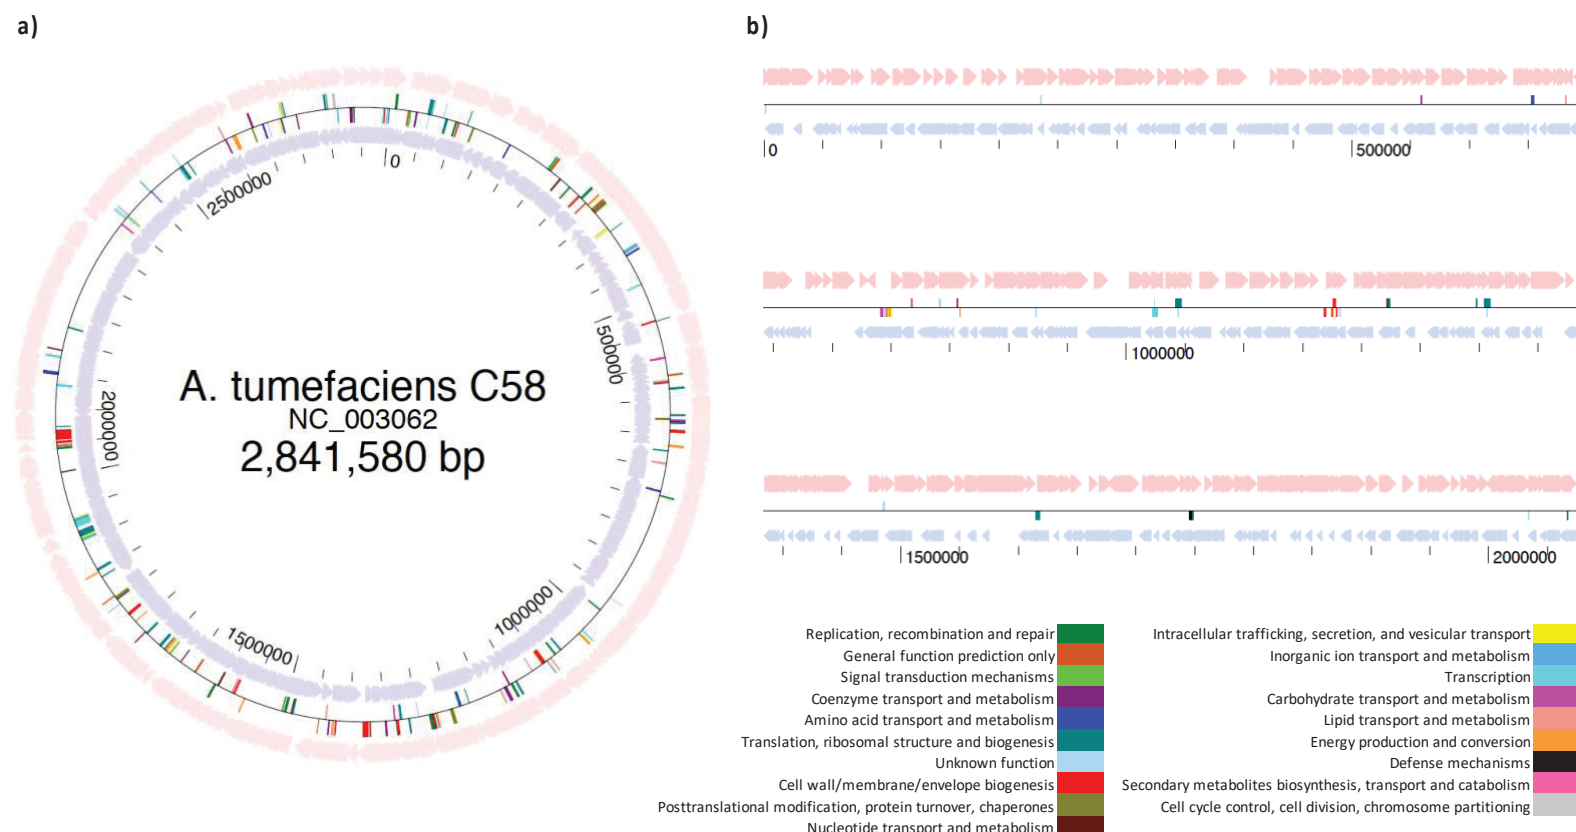 a)
b)
0
500000
1000000
1500000
2000000
2500000
A. tumefaciens C58
NC_003062
2,841,580 bp
0
500000
1000000
1500000
2000000
Replication, recombination and repair
General function prediction only
Signal transduction mechanisms
Coenzyme transport and metabolism
Amino acid transport and metabolism
Translation, ribosomal structure and biogenesis
Unknown function
Cell wall/membrane/envelope biogenesis
Posttranslational modification, protein turnover, chaperones
Nucleotide transport and metabolism
Intracellular trafficking, secretion, and vesicular transport
Inorganic ion transport and metabolism
Transcription
Carbohydrate transport and metabolism
Lipid transport and metabolism
Energy production and conversion
Defense mechanisms
Secondary metabolites biosynthesis, transport and catabolism
Cell cycle control, cell division, chromosome partitioning